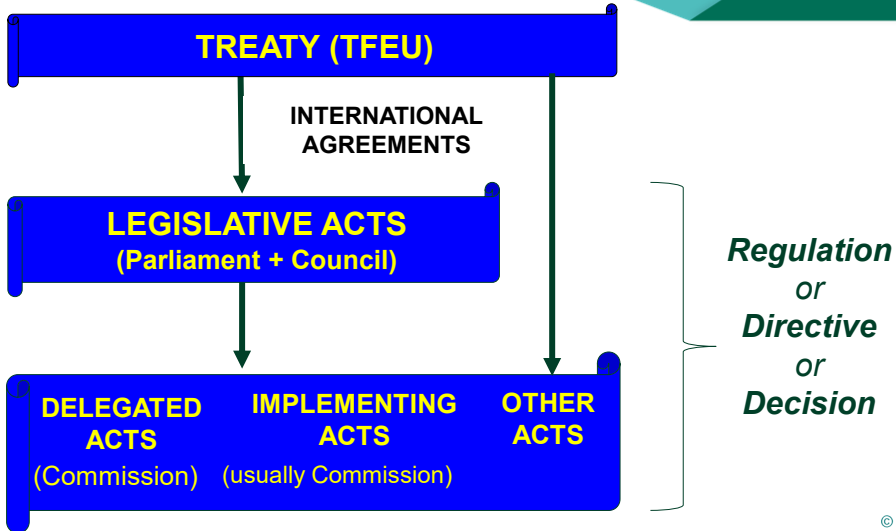 TREATY (TFEU)
INTERNATIONAL
AGREEMENTS
LEGISLATIVE ACTS
(Parliament + Council)
Regulation
or
Directive
or
Decision
DELEGATED
ACTS
(Commission)
IMPLEMENTING
ACTS
(usually Commission)
OTHER
ACTS
©